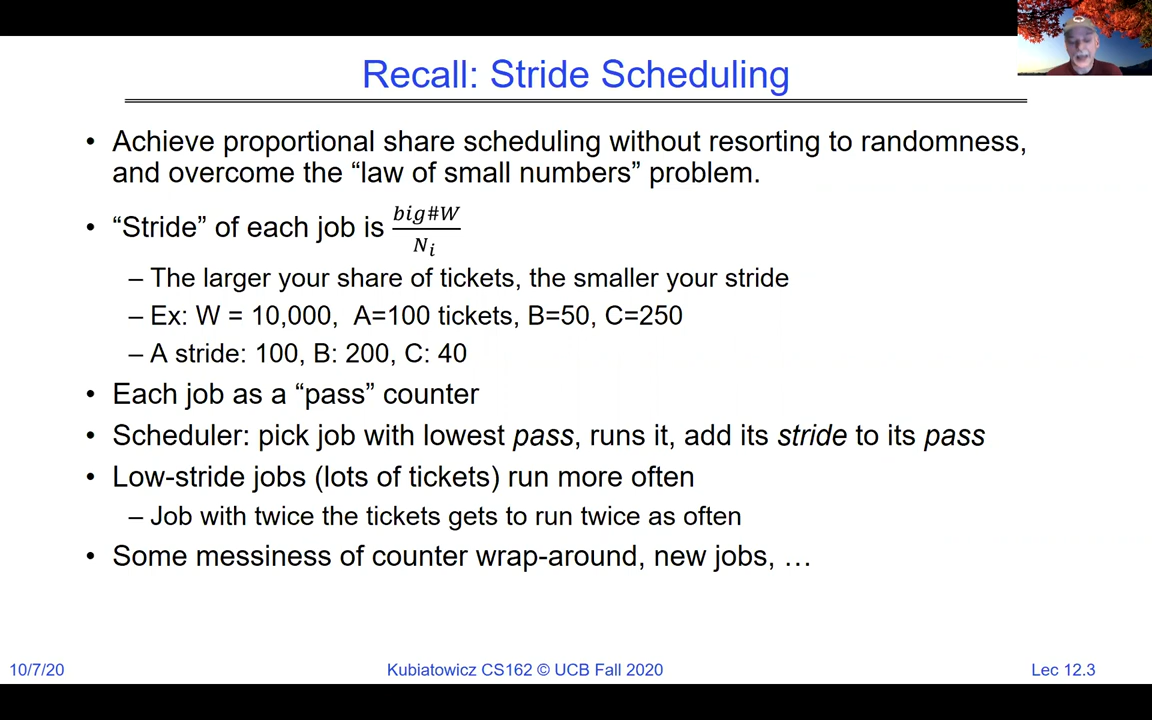 Recall: Stride Scheduling
• Achieve proportional share scheduling without resorting to randomness,
and overcome the “law of small numbers” problem.
• “Stride” of each job is big#W/Nᵢ
– The larger your share of tickets, the smaller your stride
– Ex: W = 10,000, A=100 tickets, B=50, C=250
– A stride: 100, B: 200, C: 40
• Each job as a “pass” counter
• Scheduler: pick job with lowest pass, runs it, add its stride to its pass
• Low-stride jobs (lots of tickets) run more often
– Job with twice the tickets gets to run twice as often
• Some messiness of counter wrap-around, new jobs, …
10/7/20
Kubiatowicz CS162 © UCB Fall 2020
Lec 12.3